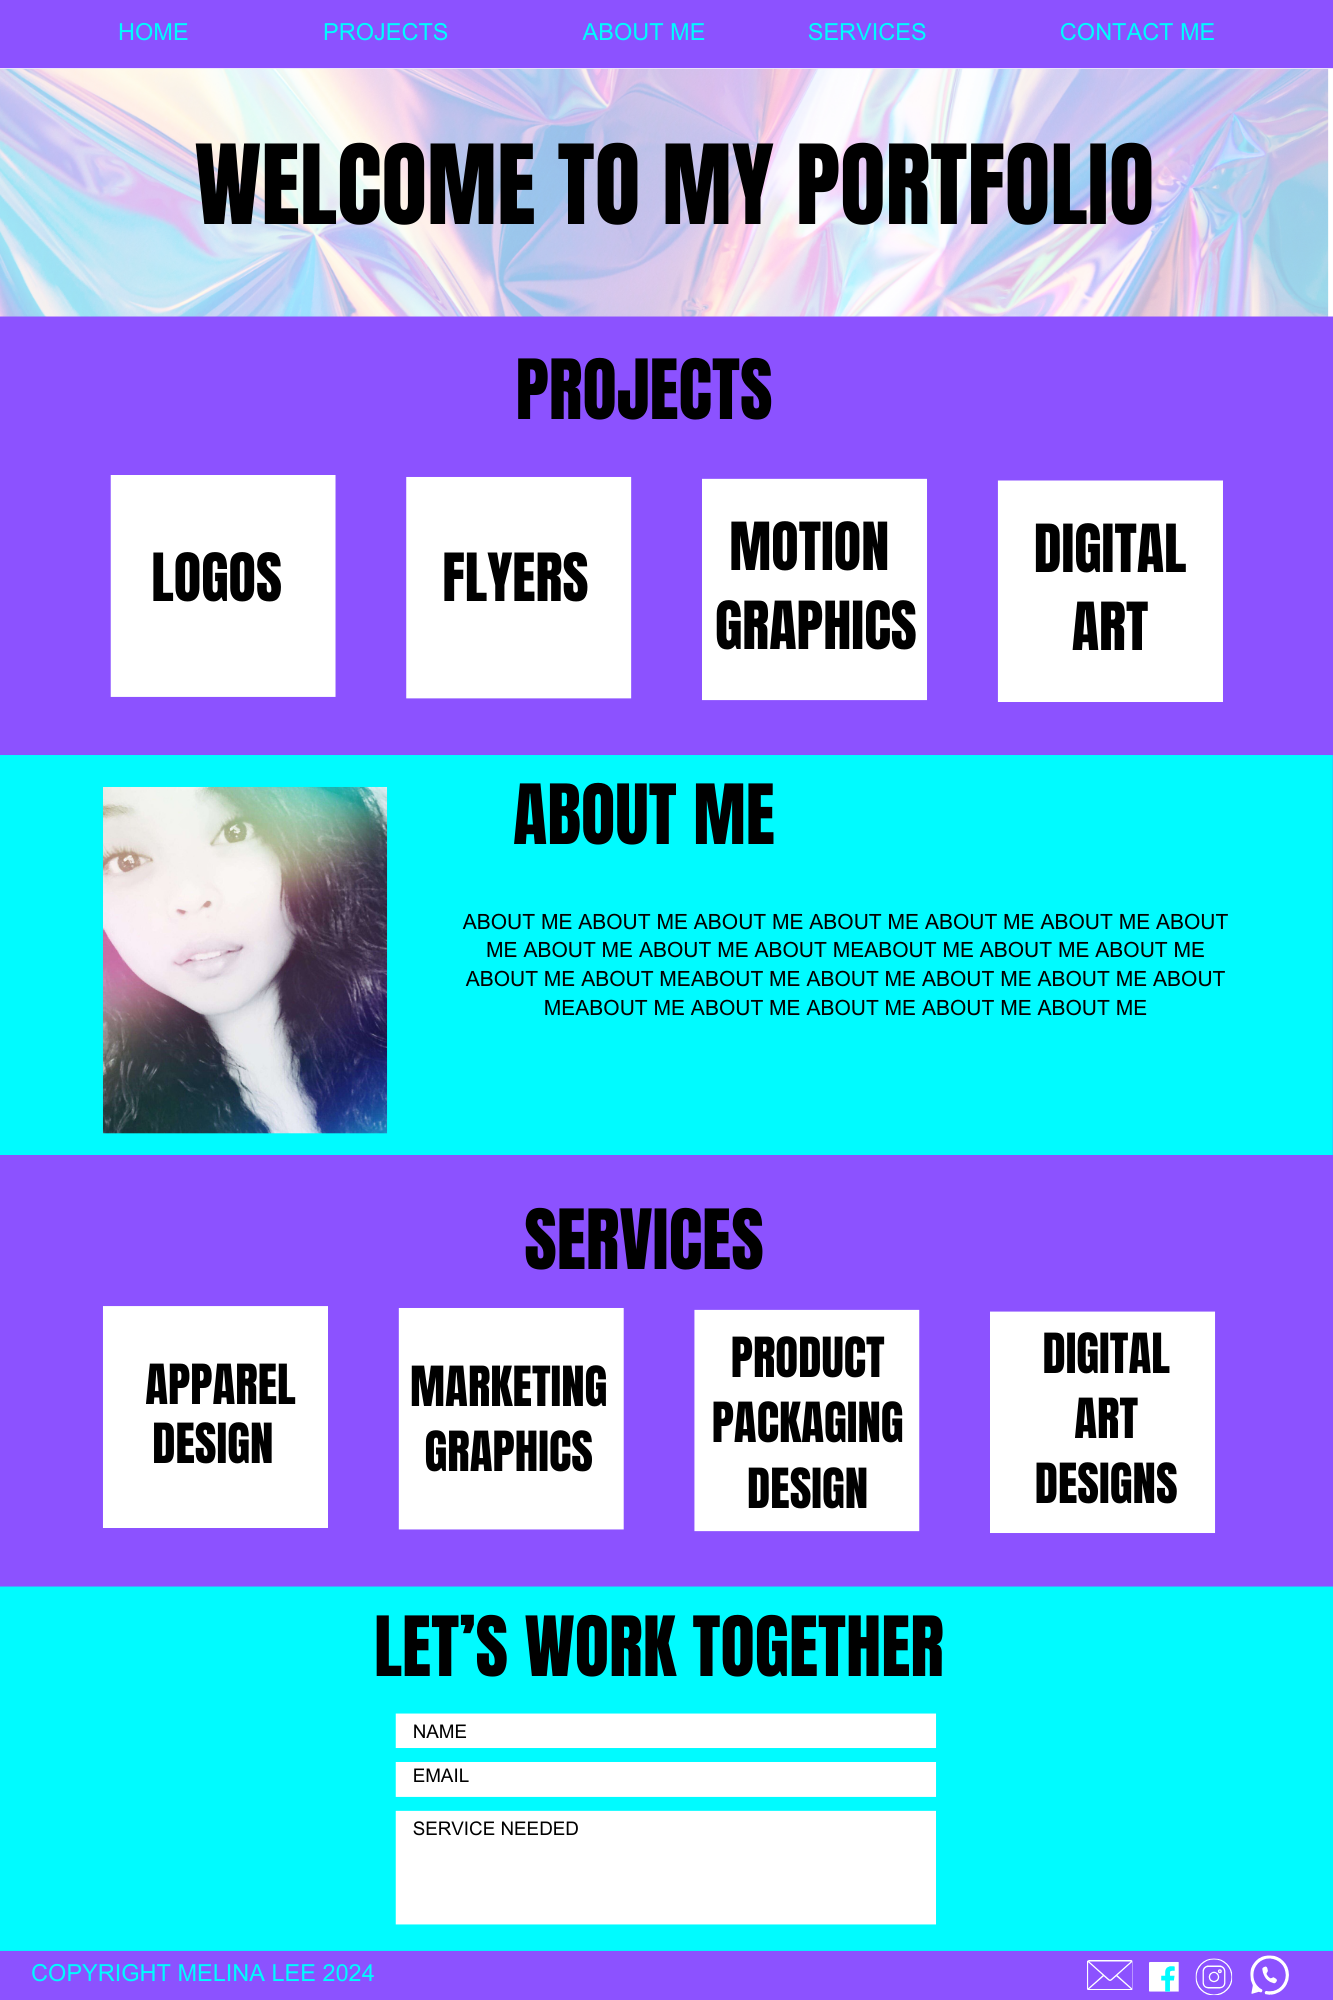 HOME PROJECTS ABOUT ME SERVICES CONTACT ME
WELCOME TO MY PORTFOLIO
PROJECTS
LOGOS
FLYERS
MOTION
GRAPHICS
DIGITAL
ART
ABOUT ME
ABOUT ME ABOUT ME ABOUT ME ABOUT ME ABOUT ME ABOUT ME ABOUT
ME ABOUT ME ABOUT ME ABOUT MEABOUT ME ABOUT ME ABOUT ME
ABOUT ME ABOUT MEABOUT ME ABOUT ME ABOUT ME ABOUT ME ABOUT
MEABOUT ME ABOUT ME ABOUT ME ABOUT ME ABOUT ME
SERVICES
APPAREL
DESIGN
MARKETING
GRAPHICS
PRODUCT
PACKAGING
DESIGN
DIGITAL
ART
DESIGNS
LET’S WORK TOGETHER
NAME
EMAIL
SERVICE NEEDED
COPYRIGHT MELINA LEE 2024